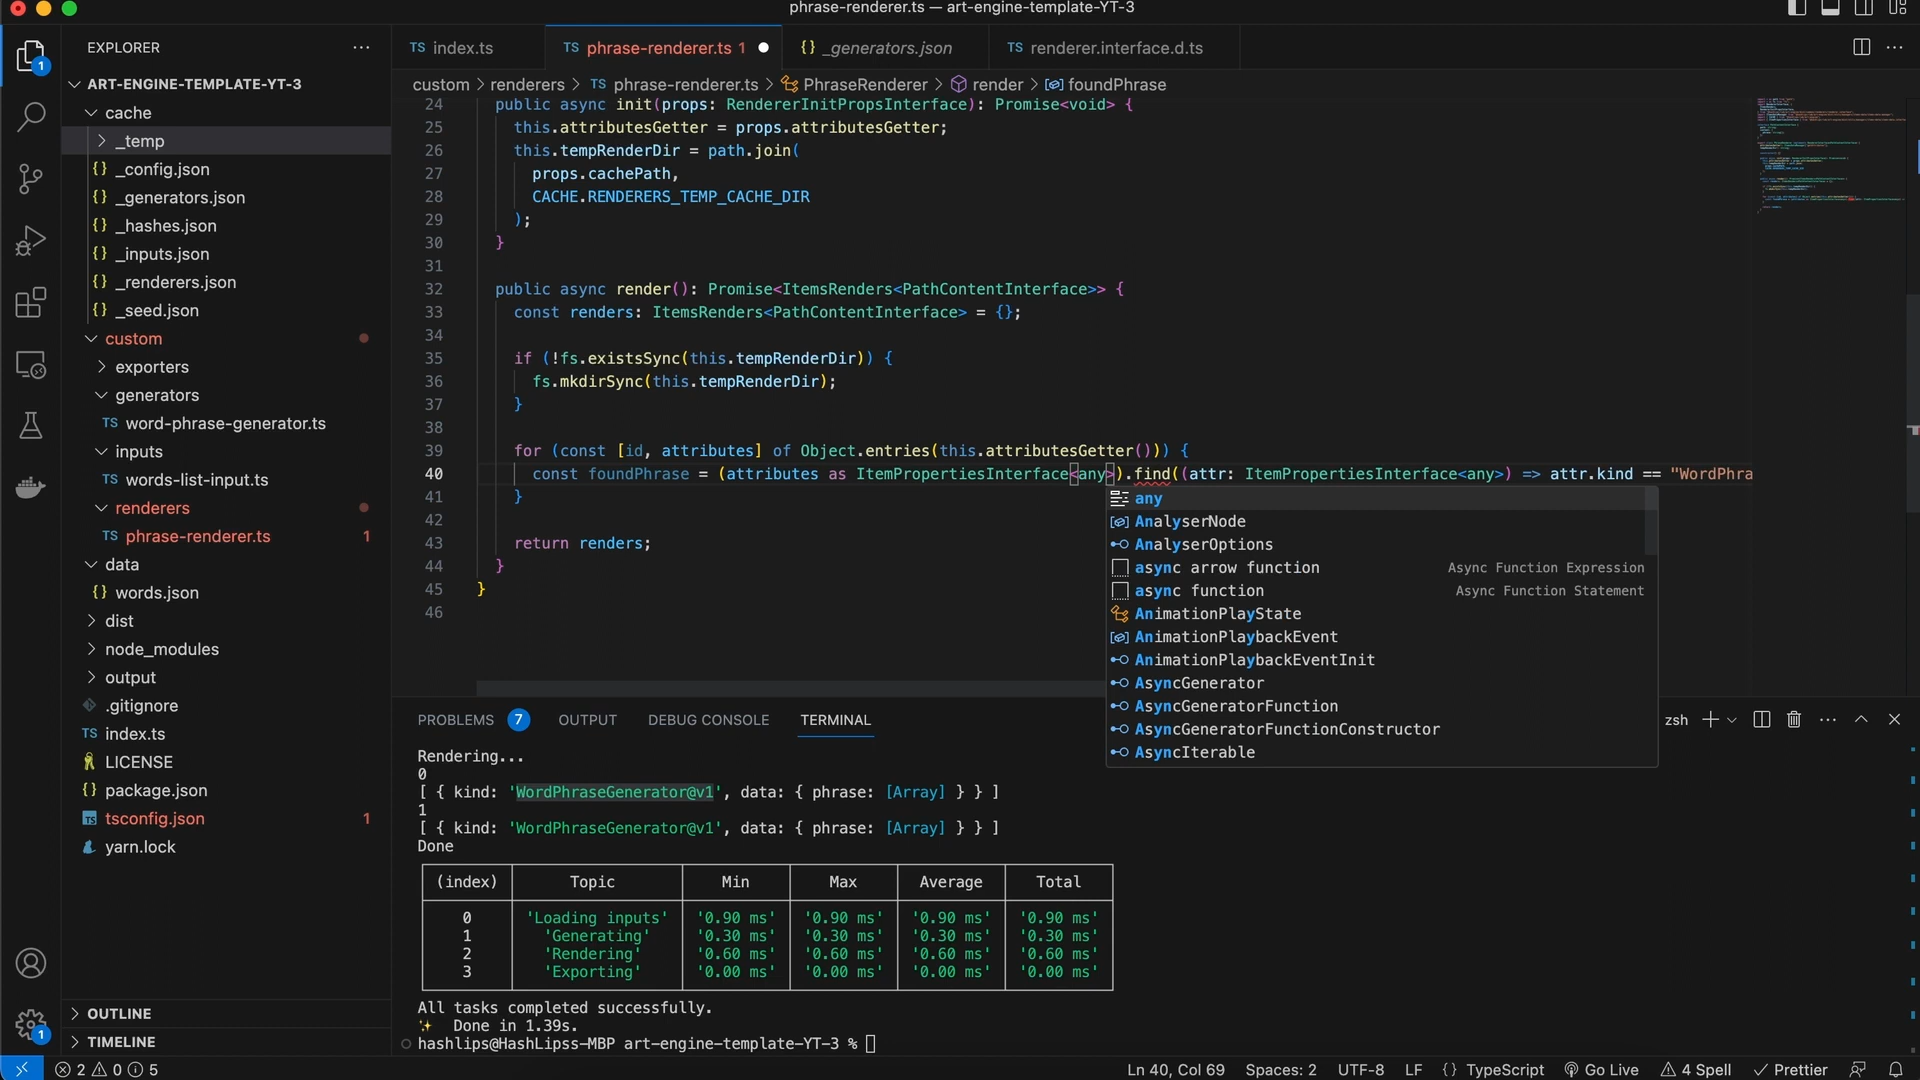 phrase-renderer.ts — art-engine-template-YT-3
EXPLORER
ART-ENGINE-TEMPLATE-YT-3
cache
_temp
{} _config.json
{} _generators.json
{} _hashes.json
{} _inputs.json
{} _renderers.json
{} _seed.json
custom
exporters
generators
TS word-phrase-generator.ts
inputs
TS words-list-input.ts
renderers
TS phrase-renderer.ts 1
data
{} words.json
dist
node_modules
output
.gitignore
TS index.ts
LICENSE
{} package.json
TS tsconfig.json 1
yarn.lock
OUTLINE
TIMELINE
1
1
TS index.ts
TS phrase-renderer.ts 1
{} _generators.json
TS renderer.interface.d.ts
custom > renderers > TS phrase-renderer.ts > PhraseRenderer > render > foundPhrase
24 public async init(props: RendererInitPropsInterface): Promise<void> {
25 this.attributesGetter = props.attributesGetter;
26 this.tempRenderDir = path.join(
27 props.cachePath,
28 CACHE.RENDERERS_TEMP_CACHE_DIR
29 );
30 }
31
32 public async render(): Promise<ItemsRenders<PathContentInterface>> {
33 const renders: ItemsRenders<PathContentInterface> = {};
34
35 if (!fs.existsSync(this.tempRenderDir)) {
36 fs.mkdirSync(this.tempRenderDir);
37 }
38
39 for (const [id, attributes] of Object.entries(this.attributesGetter())) {
40 const foundPhrase = (attributes as ItemPropertiesInterface<any>).find((attr: ItemPropertiesInterface<any>) => attr.kind == "WordPhra
41 }
42
43 return renders;
44 }
45 }
46
any
AnalyserNode
AnalyserOptions
async arrow function Async Function Expression
async function Async Function Statement
AnimationPlayState
AnimationPlaybackEvent
AnimationPlaybackEventInit
AsyncGenerator
AsyncGeneratorFunction
AsyncGeneratorFunctionConstructor
AsyncIterable
PROBLEMS 7 OUTPUT DEBUG CONSOLE TERMINAL
zsh
Rendering...
0
[ { kind: 'WordPhraseGenerator@v1', data: { phrase: [Array] } } ]
1
[ { kind: 'WordPhraseGenerator@v1', data: { phrase: [Array] } } ]
Done
(index) Topic Min Max Average Total
0 'Loading inputs' '0.90 ms' '0.90 ms' '0.90 ms' '0.90 ms'
1 'Generating' '0.30 ms' '0.30 ms' '0.30 ms' '0.30 ms'
2 'Rendering' '0.60 ms' '0.60 ms' '0.60 ms' '0.60 ms'
3 'Exporting' '0.00 ms' '0.00 ms' '0.00 ms' '0.00 ms'
All tasks completed successfully.
✨ Done in 1.39s.
hashlips@HashLipss-MBP art-engine-template-YT-3 %
2 0 5
Ln 40, Col 69 Spaces: 2 UTF-8 LF {} TypeScript Go Live 4 Spell Prettier